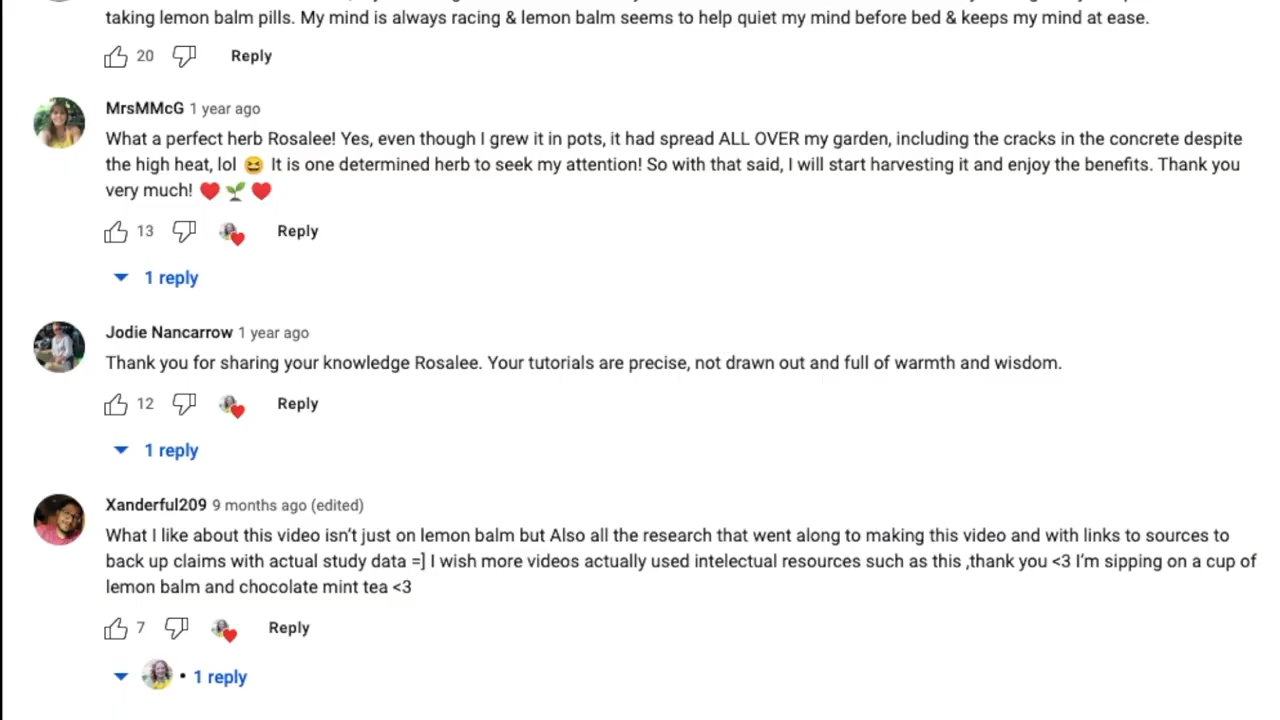 taking lemon balm pills. My mind is always racing & lemon balm seems to help quiet my mind before bed & keeps my mind at ease.
20 Reply
MrsMMcG 1 year ago
What a perfect herb Rosalee! Yes, even though I grew it in pots, it had spread ALL OVER my garden, including the cracks in the concrete despite
the high heat, lol 😆 It is one determined herb to seek my attention! So with that said, I will start harvesting it and enjoy the benefits. Thank you
very much! ♥️ 🌱 ♥️
13 Reply
1 reply
Jodie Nancarrow 1 year ago
Thank you for sharing your knowledge Rosalee. Your tutorials are precise, not drawn out and full of warmth and wisdom.
12 Reply
1 reply
Xanderful209 9 months ago (edited)
What I like about this video isn’t just on lemon balm but Also all the research that went along to making this video and with links to sources to
back up claims with actual study data =] I wish more videos actually used intelectual resources such as this ,thank you <3 I’m sipping on a cup of
lemon balm and chocolate mint tea <3
7 Reply
• 1 reply